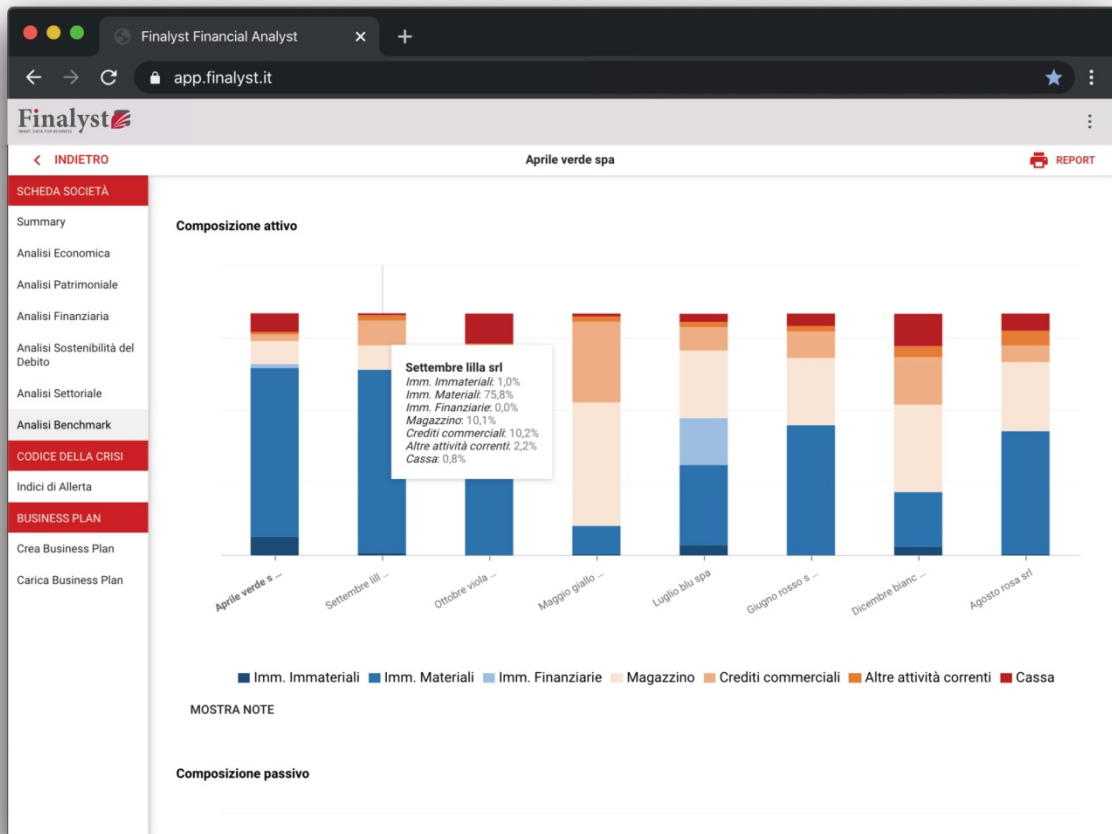 Finalyst Financial Analyst
app.finalyst.it
Finalyst
SMART DATA FOR BUSINESS
INDIETRO
Aprile verde spa
REPORT
SCHEDA SOCIETÀ
Summary
Analisi Economica
Analisi Patrimoniale
Analisi Finanziaria
Analisi Sostenibilità del
Debito
Analisi Settoriale
Analisi Benchmark
CODICE DELLA CRISI
Indici di Allerta
BUSINESS PLAN
Crea Business Plan
Carica Business Plan
Composizione attivo
Settembre lilla srl
Imm. Immateriali: 1,0%
Imm. Materiali: 75,8%
Imm. Finanziarie: 0,0%
Magazzino: 10,1%
Crediti commerciali: 10,2%
Altre attività correnti: 2,2%
Cassa: 0,8%
Aprile verde s ...
Settembre lill ...
Ottobre viola ...
Maggio giallo ...
Luglio blu spa
Giugno rosso s ...
Dicembre bianc ...
Agosto rosa srl
Imm. Immateriali Imm. Materiali Imm. Finanziarie Magazzino Crediti commerciali Altre attività correnti Cassa
MOSTRA NOTE
Composizione passivo